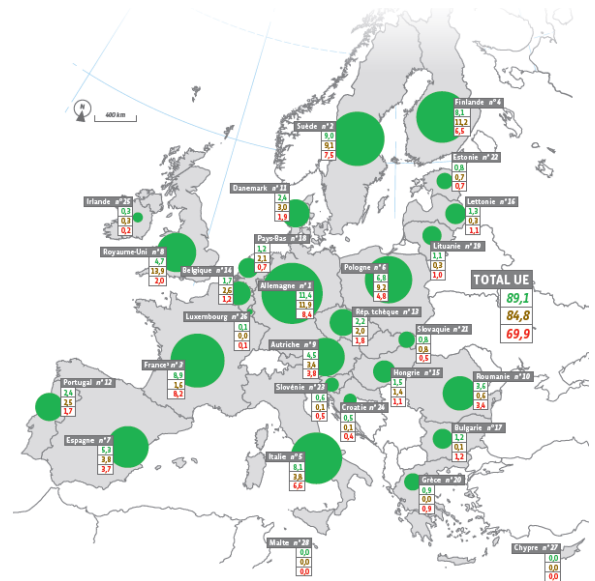 400 km
Finlande n°4
8,1
11,2
6,5
Suède n°2
9,0
9,1
7,5
Estonie n°22
0,8
0,7
0,7
Danemark n°11
2,4
3,0
1,9
Irlande n°25
0,3
0,3
0,2
Lettonie n°16
1,3
0,3
1,1
Royaume-Uni n°8
4,7
13,9
2,0
Pays-Bas n°18
1,2
2,1
0,7
Lituanie n°19
1,1
0,3
1,0
Belgique n°14
1,7
2,6
1,2
Pologne n°6
6,8
9,2
4,8
TOTAL UE
89,1
84,8
69,9
Allemagne n°1
11,4
11,9
8,4
Luxembourg n°26
0,1
0,0
0,1
Rép. tchèque n°13
2,2
2,0
1,8
Slovaquie n°21
0,8
0,8
0,5
Autriche n°9
4,5
3,4
3,8
France n°3
8,9
1,6
8,2
Hongrie n°15
1,5
1,4
1,1
Roumanie n°10
3,6
0,6
3,4
Portugal n°12
2,4
2,5
1,7
Slovénie n°23
0,6
0,1
0,5
Croatie n°24
0,5
0,1
0,4
Bulgarie n°17
1,2
0,1
1,2
Espagne n°7
5,3
3,8
3,7
Italie n°5
8,1
3,8
6,6
Grèce n°20
0,9
0,0
0,9
Malte n°28
0,0
0,0
0,0
Chypre n°27
0,0
0,0
0,0